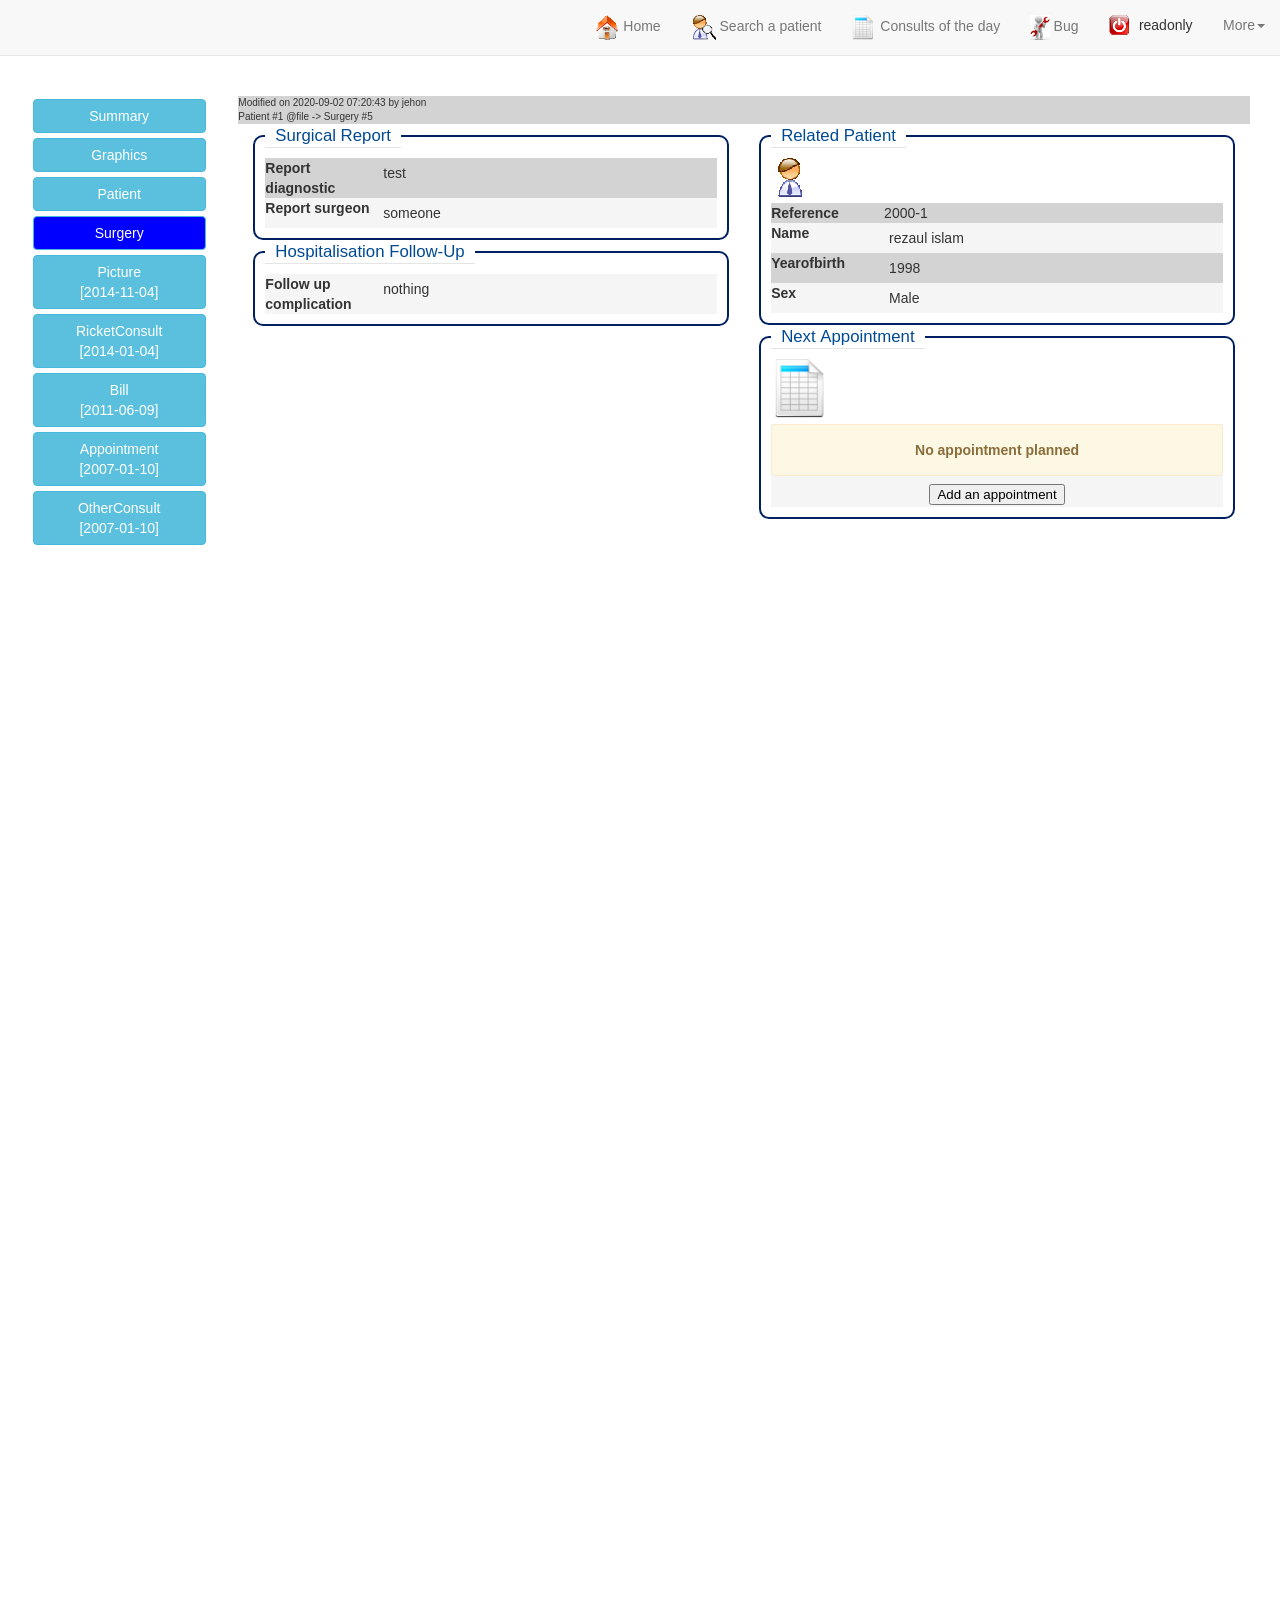 Home Search a patient Consults of the day Bug readonly More
Summary
Graphics
Patient
Surgery
Picture
[2014-11-04]
RicketConsult
[2014-01-04]
Bill
[2011-06-09]
Appointment
[2007-01-10]
OtherConsult
[2007-01-10]
Modified on 2020-09-02 07:20:43 by jehon
Patient #1 @file -> Surgery #5
Surgical Report
Report diagnostic test
Report surgeon someone
Hospitalisation Follow-Up
Follow up complication nothing
Related Patient
Reference 2000-1
Name rezaul islam
Yearofbirth 1998
Sex Male
Next Appointment
No appointment planned
Add an appointment